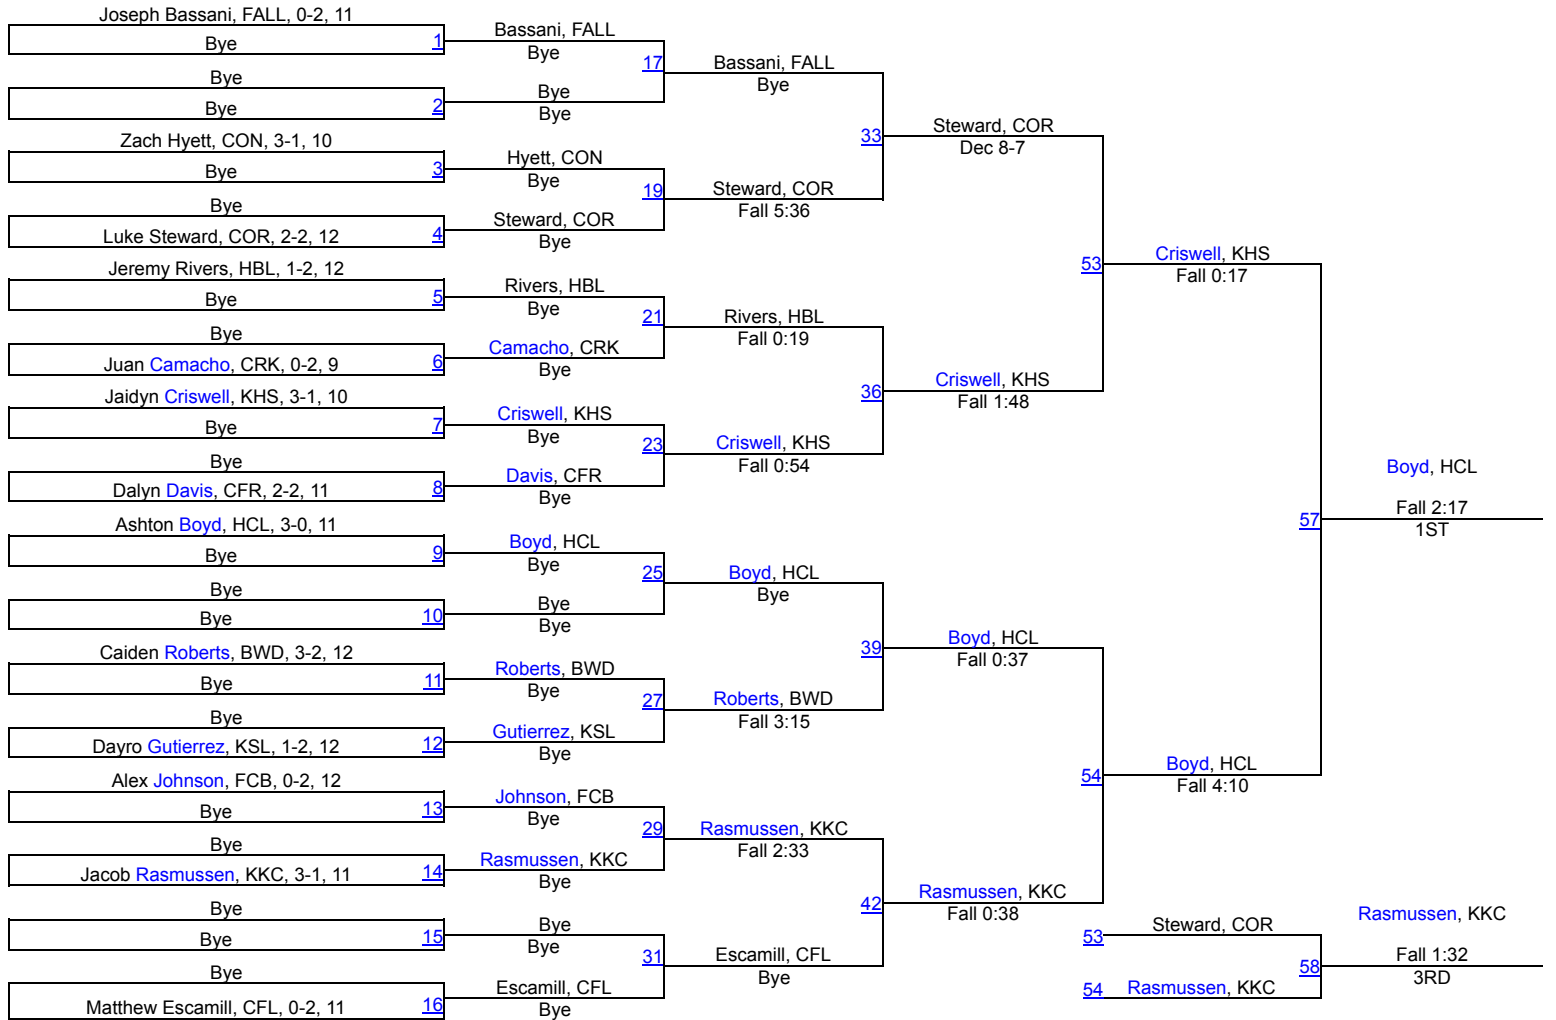 Joseph Bassani, FALL, 0-2, 11
Bye
1
Bye
Bye
2
Zach Hyett, CON, 3-1, 10
Bye
3
Bye
Luke Steward, COR, 2-2, 12
4
Jeremy Rivers, HBL, 1-2, 12
Bye
5
Bye
Juan Camacho, CRK, 0-2, 9
6
Jaidyn Criswell, KHS, 3-1, 10
Bye
7
Bye
Dalyn Davis, CFR, 2-2, 11
8
Ashton Boyd, HCL, 3-0, 11
Bye
9
Bye
Bye
10
Caiden Roberts, BWD, 3-2, 12
Bye
11
Bye
Dayro Gutierrez, KSL, 1-2, 12
12
Alex Johnson, FCB, 0-2, 12
Bye
13
Bye
Jacob Rasmussen, KKC, 3-1, 11
14
Bye
Bye
15
Bye
Matthew Escamill, CFL, 0-2, 11
16
Bassani, FALL
Bye
17
Bye
Bye
Hyett, CON
Bye
19
Steward, COR
Bye
Rivers, HBL
Bye
21
Camacho, CRK
Bye
Criswell, KHS
Bye
23
Davis, CFR
Bye
Boyd, HCL
Bye
25
Bye
Bye
Roberts, BWD
Bye
27
Gutierrez, KSL
Bye
Johnson, FCB
Bye
29
Rasmussen, KKC
Bye
Bye
Bye
31
Escamill, CFL
Bye
Bassani, FALL
Bye
33
Steward, COR
Fall 5:36
Rivers, HBL
Fall 0:19
36
Criswell, KHS
Fall 0:54
Boyd, HCL
Bye
39
Roberts, BWD
Fall 3:15
Rasmussen, KKC
Fall 2:33
42
Escamill, CFL
Bye
Steward, COR
Dec 8-7
53
Criswell, KHS
Fall 1:48
Boyd, HCL
Fall 0:37
54
Rasmussen, KKC
Fall 0:38
Criswell, KHS
Fall 0:17
57
Boyd, HCL
Fall 4:10
Boyd, HCL
Fall 2:17
1ST
53
Steward, COR
58
54
Rasmussen, KKC
Rasmussen, KKC
Fall 1:32
3RD